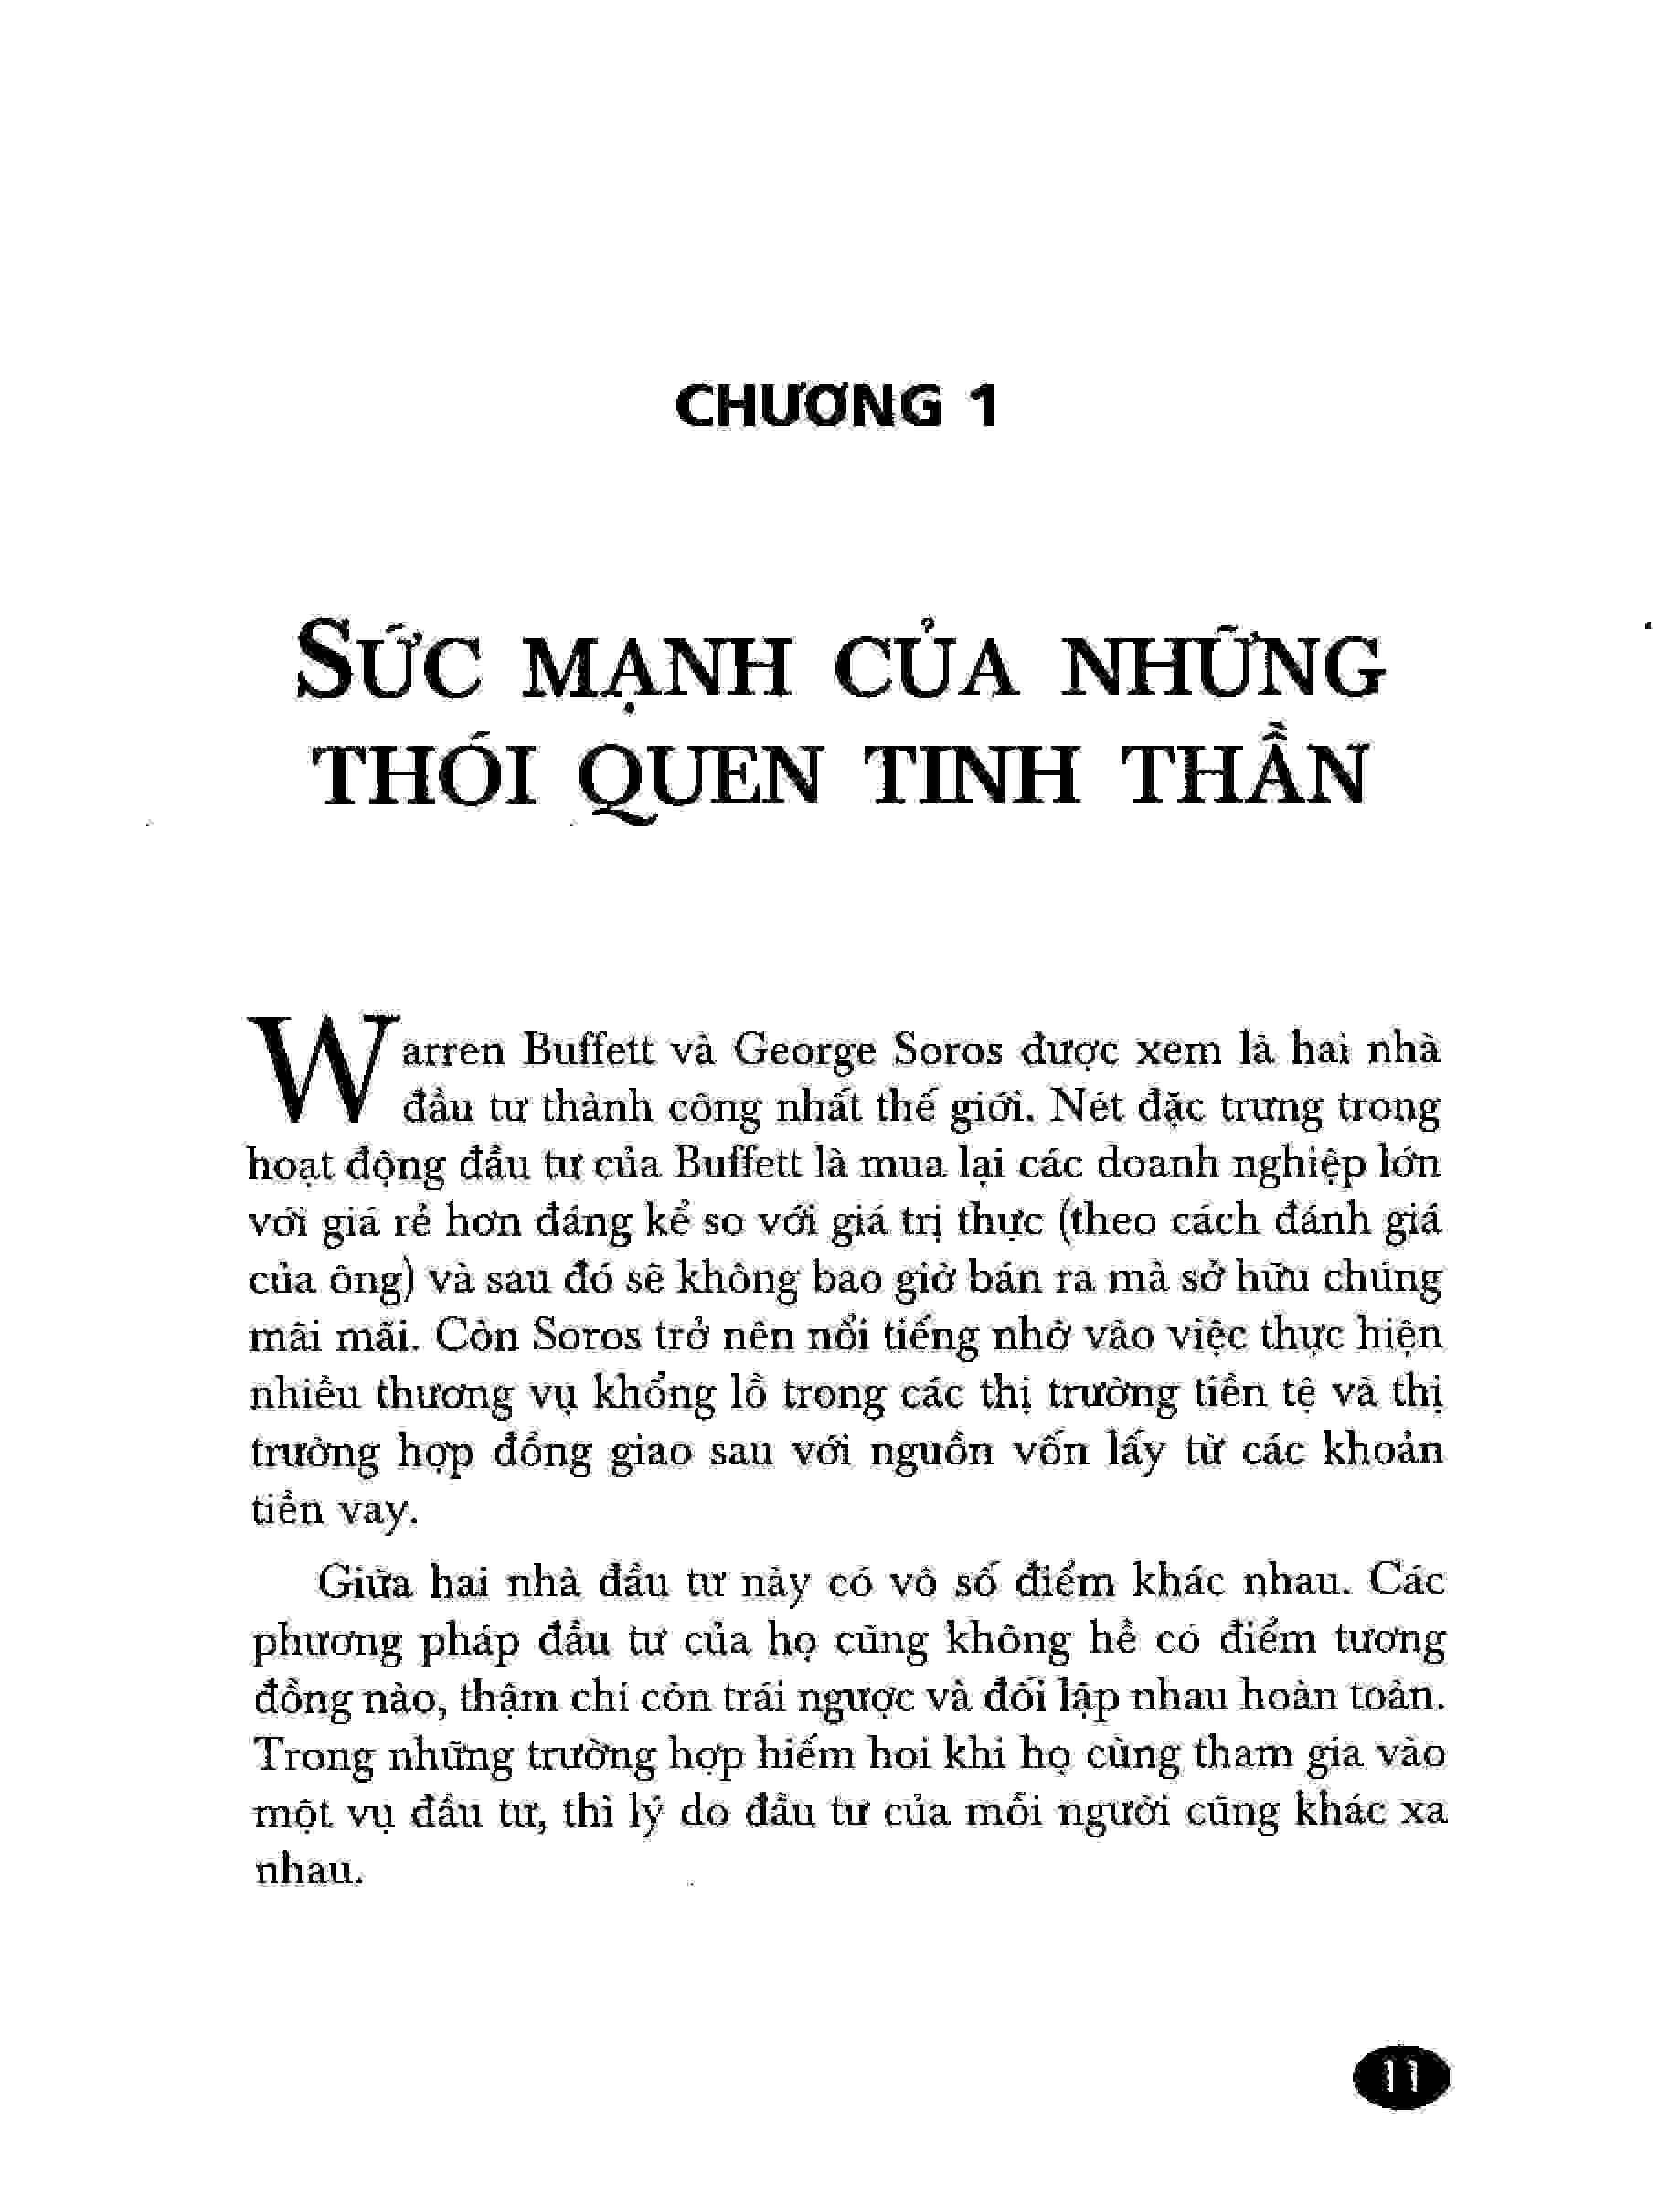 CHƯƠNG 1
SỨC MẠNH CỦA NHỮNG
THÓI QUEN TINH THẦN
Warren Buffett và George Soros được xem là hai nhà
đầu tư thành công nhất thế giới. Nét đặc trưng trong
hoạt động đầu tư của Buffett là mua lại các doanh nghiệp lớn
với giá rẻ hơn đáng kể so với giá trị thực (theo cách đánh giá
của ông) và sau đó sẽ không bao giờ bán ra mà sở hữu chúng
mãi mãi. Còn Soros trở nên nổi tiếng nhờ vào việc thực hiện
nhiều thương vụ khổng lồ trong các thị trường tiền tệ và thị
trường hợp đồng giao sau với nguồn vốn lấy từ các khoản
tiền vay.
Giữa hai nhà đầu tư này có vô số điểm khác nhau. Các
phương pháp đầu tư của họ cũng không hề có điểm tương
đồng nào, thậm chí còn trái ngược và đối lập nhau hoàn toàn.
Trong những trường hợp hiếm hoi khi họ cùng tham gia vào
một vụ đầu tư, thì lý do đầu tư của mỗi người cũng khác xa
nhau.
11